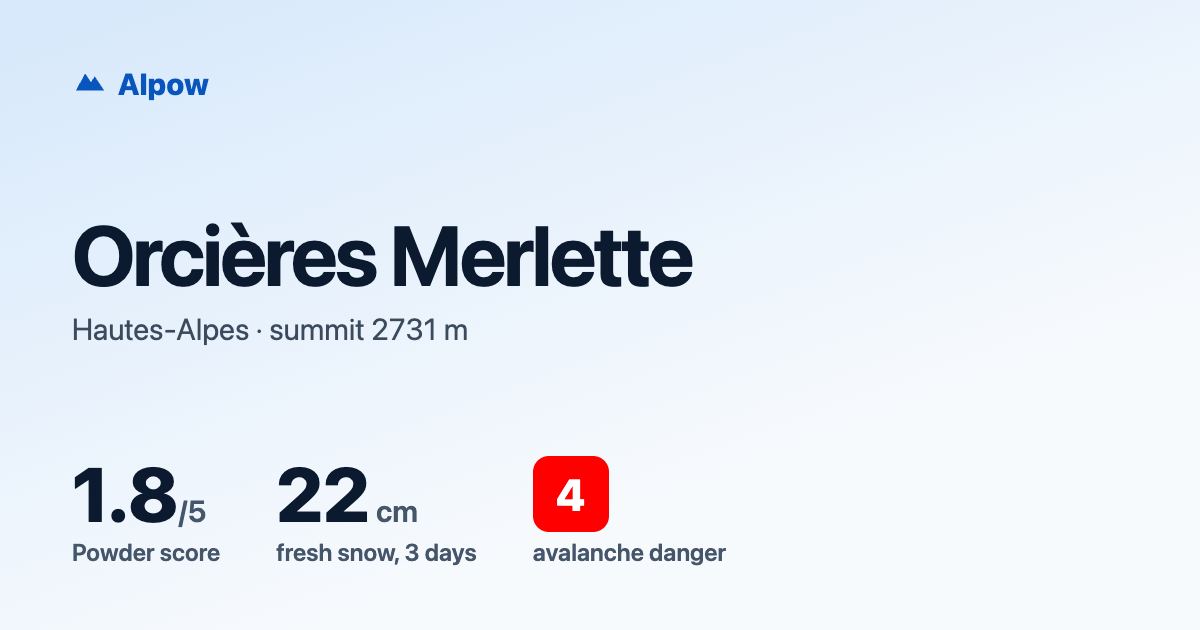 Alpow
Orcières Merlette
Hautes-Alpes · summit 2731 m
1.8/5
Powder score
22 cm
fresh snow, 3 days
4
avalanche danger